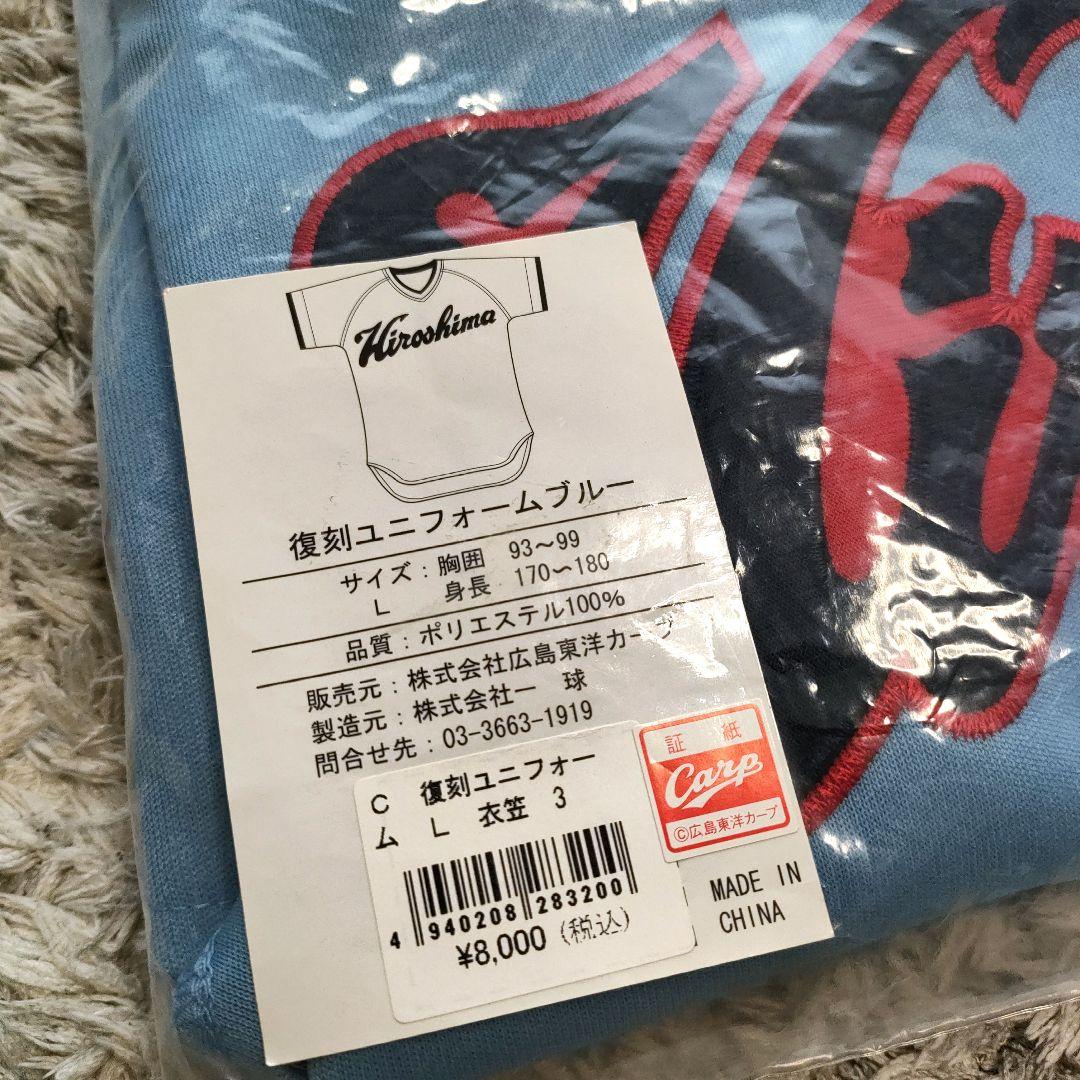 Hiroshima
復刻ユニフォームブルー
サイズ：胸囲 93～99
L 身長 170～180
品質：ポリエステル100%
販売元：株式会社広島東洋カープ
製造元：株式会社一 球
問合せ先：03-3663-1919
C 復刻ユニフォー
ム L 衣笠 3
4 940208 283200
¥8,000 (税込)
証 紙
Carp
©広島東洋カープ
MADE IN
CHINA